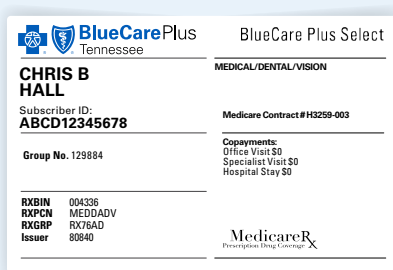 BlueCare Plus
Tennessee
BlueCare Plus Select
CHRIS B
HALL
MEDICAL/DENTAL/VISION
Subscriber ID:
ABCD12345678
Medicare Contract # H3259-003
Group No. 129884
Copayments:
Office Visit $0
Specialist Visit $0
Hospital Stay $0
RXBIN 004336
RXPCN MEDDADV
RXGRP RX76AD
Issuer 80840
MedicareRx
Prescription Drug Coverage